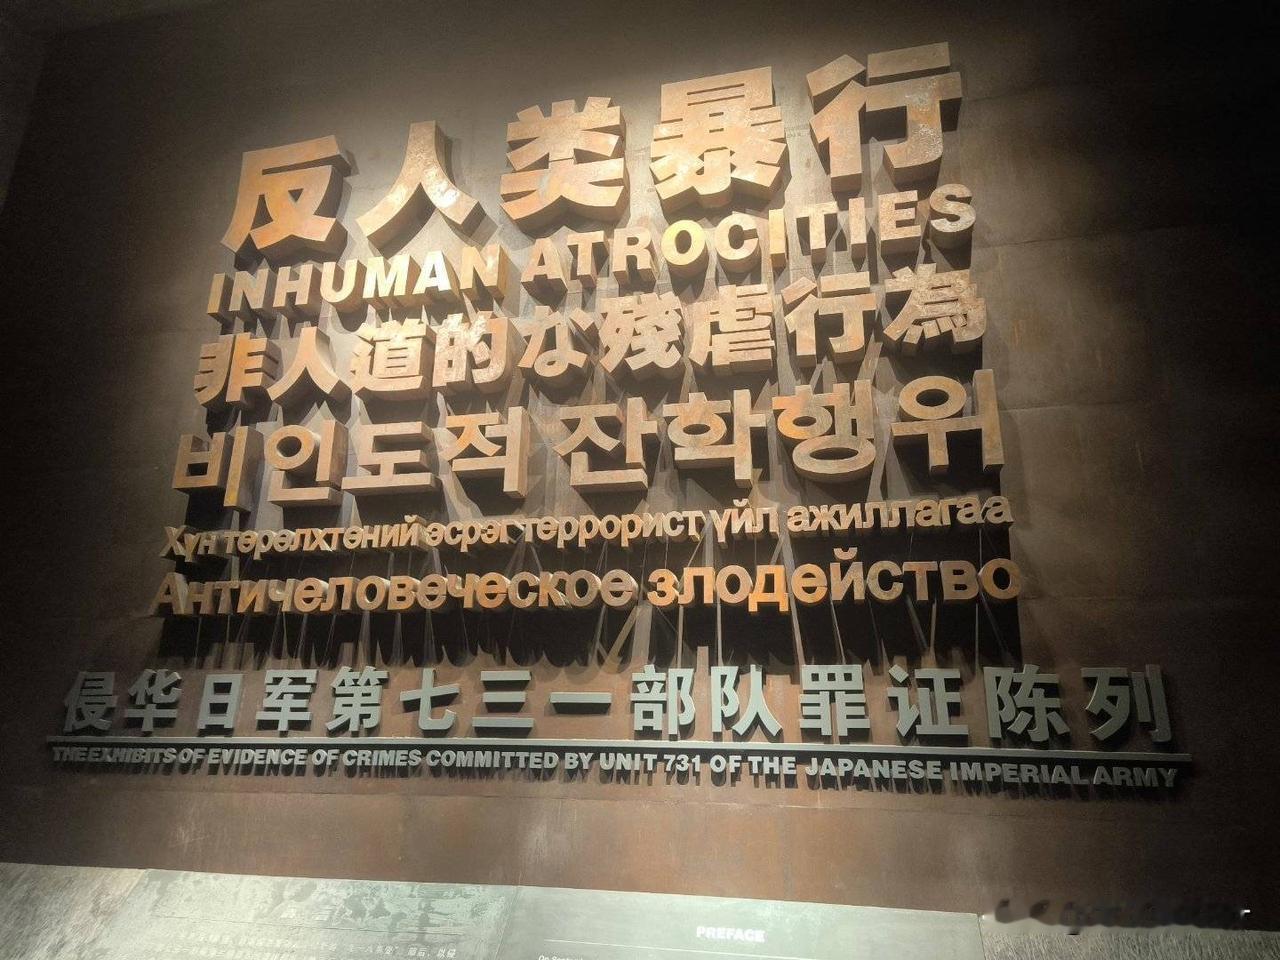 反人类暴行
INHUMAN ATROCITIES
非人道的な殘虐行為
비인도적 잔학행위
Хүн төрөлхтөний эсрэг террорист үйл ажиллагаа
Античеловеческое злодейство
侵华日军第七三一部队罪证陈列
THE EXHIBITS OF EVIDENCE OF CRIMES COMMITTED BY UNIT 731 OF THE JAPANESE IMPERIAL ARMY
前言
PREFACE